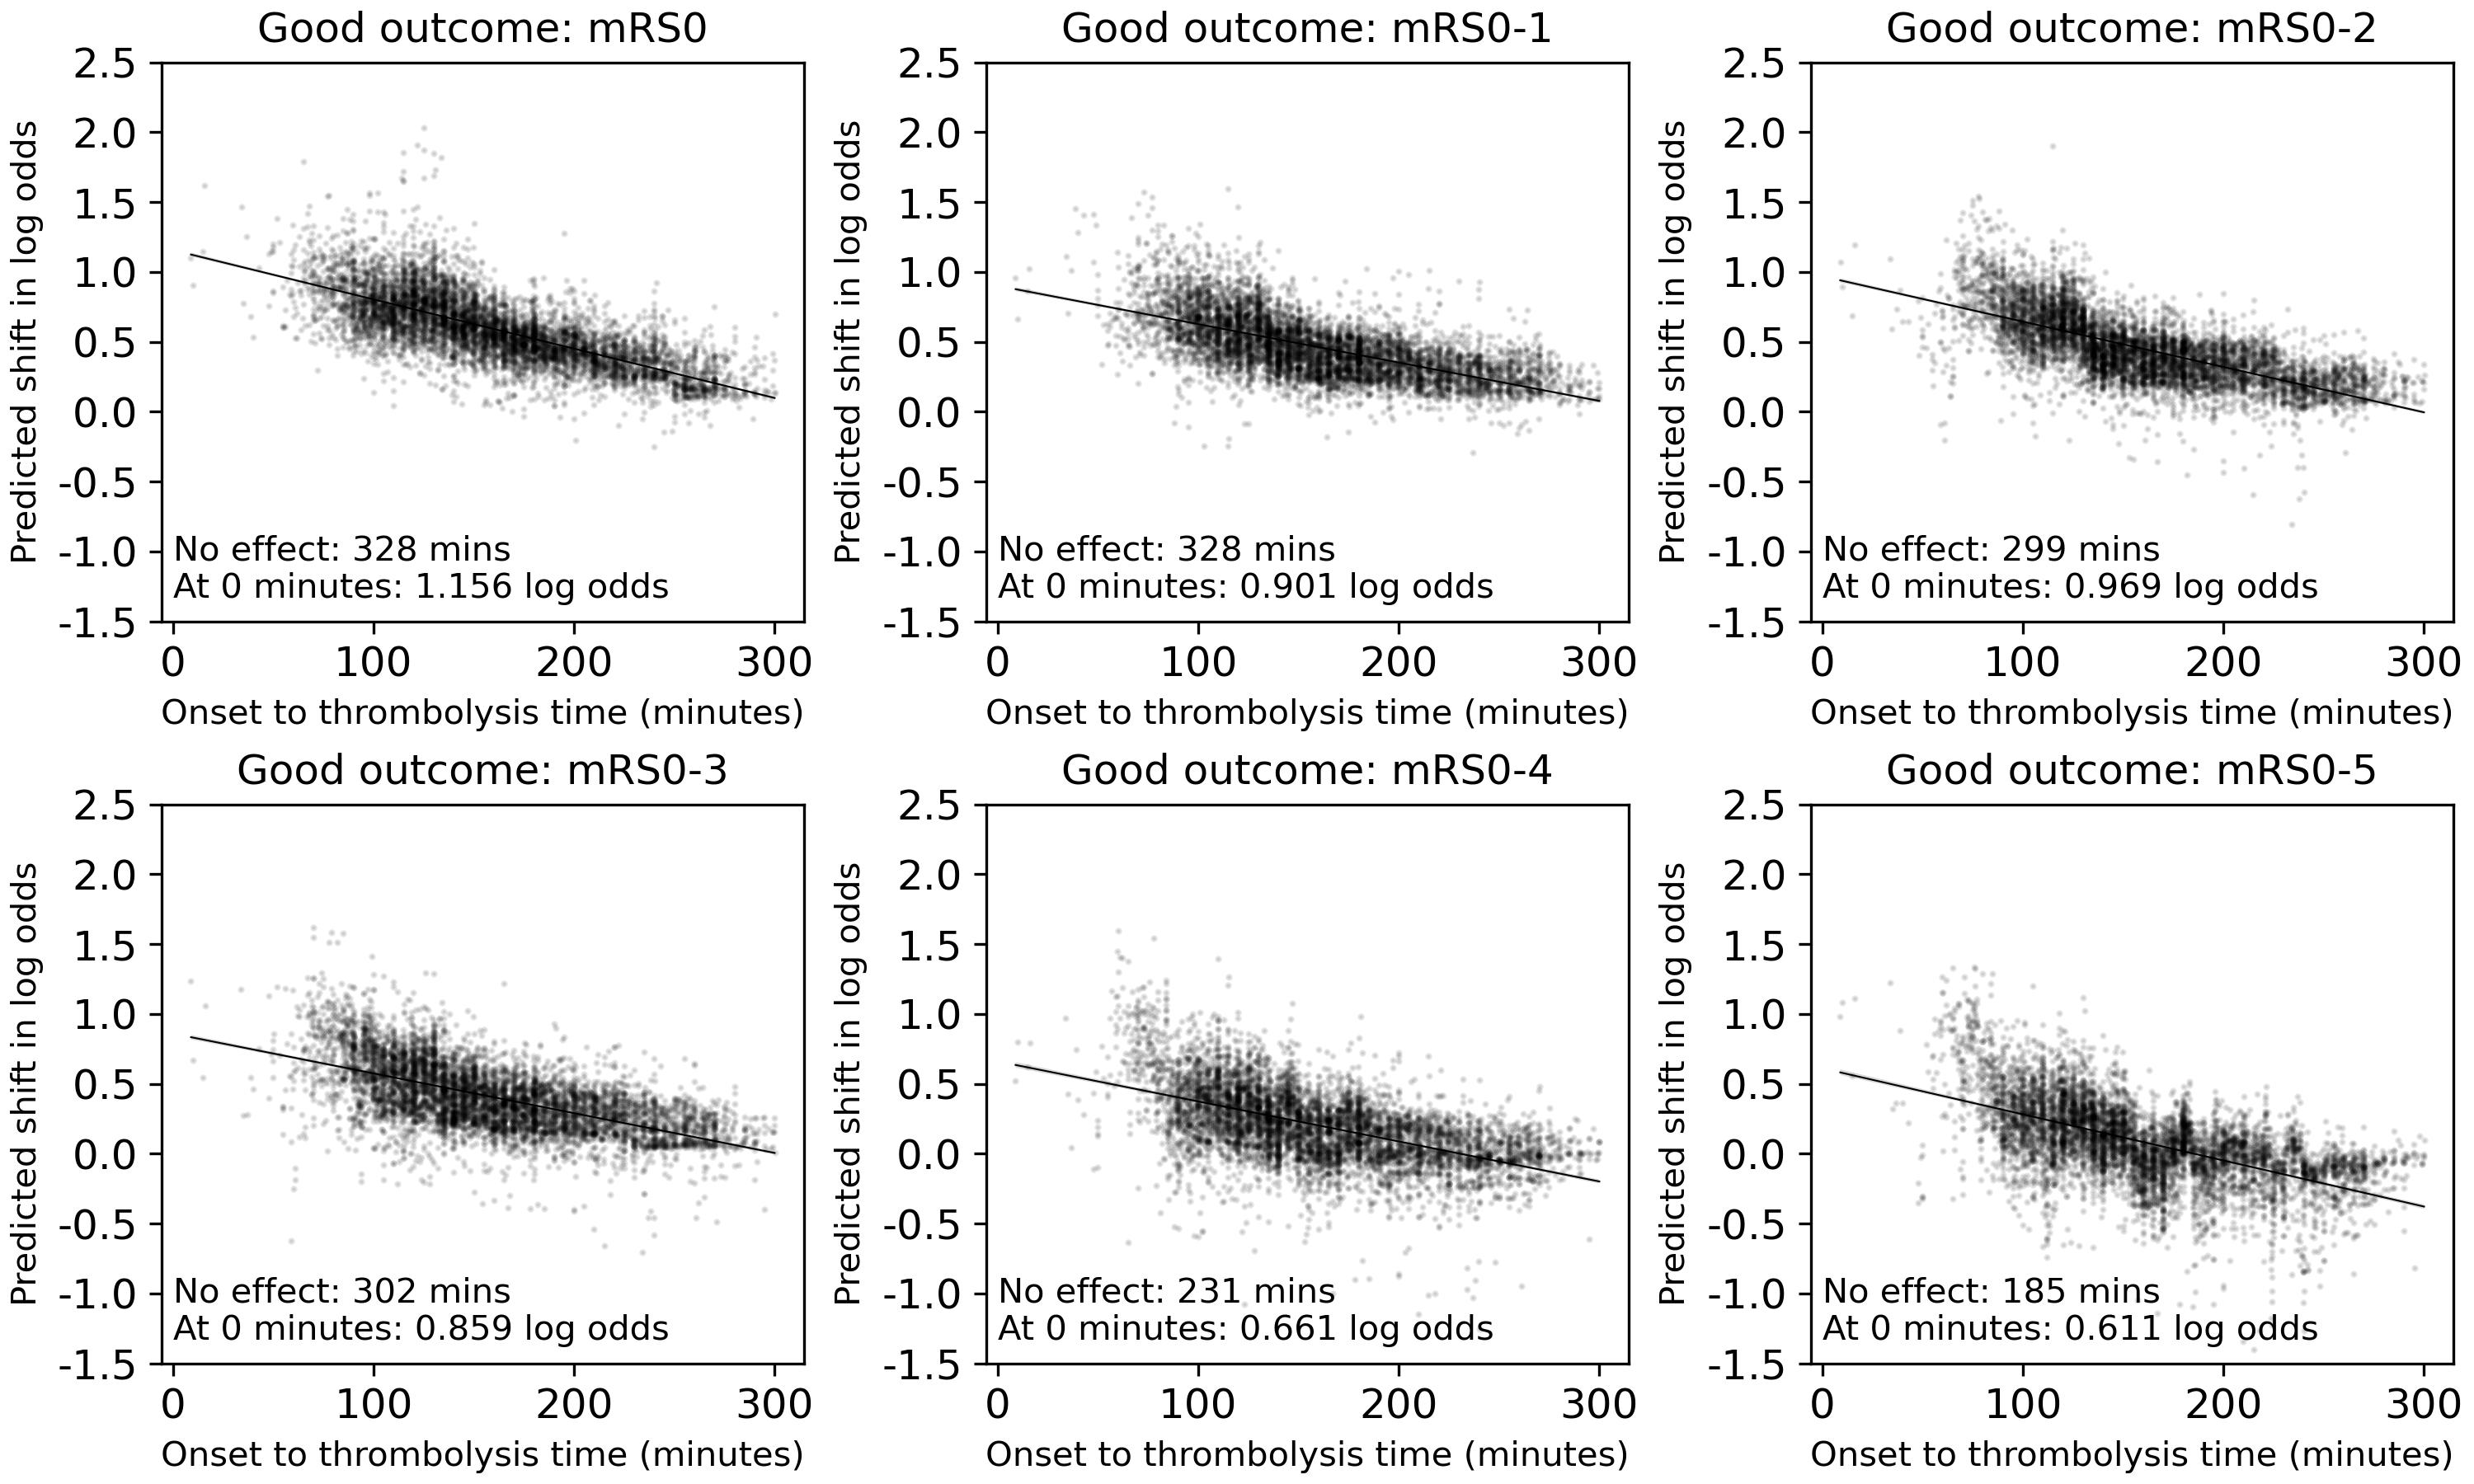 Good outcome: mRS0
2.5
2.0
1.5
1.0
0.5
0.0
-0.5
-1.0
-1.5
Predicted shift in log odds
No effect: 328 mins
At 0 minutes: 1.156 log odds
0 100 200 300
Onset to thrombolysis time (minutes)
Good outcome: mRS0-1
2.5
2.0
1.5
1.0
0.5
0.0
-0.5
-1.0
-1.5
Predicted shift in log odds
No effect: 328 mins
At 0 minutes: 0.901 log odds
0 100 200 300
Onset to thrombolysis time (minutes)
Good outcome: mRS0-2
2.5
2.0
1.5
1.0
0.5
0.0
-0.5
-1.0
-1.5
Predicted shift in log odds
No effect: 299 mins
At 0 minutes: 0.969 log odds
0 100 200 300
Onset to thrombolysis time (minutes)
Good outcome: mRS0-3
2.5
2.0
1.5
1.0
0.5
0.0
-0.5
-1.0
-1.5
Predicted shift in log odds
No effect: 302 mins
At 0 minutes: 0.859 log odds
0 100 200 300
Onset to thrombolysis time (minutes)
Good outcome: mRS0-4
2.5
2.0
1.5
1.0
0.5
0.0
-0.5
-1.0
-1.5
Predicted shift in log odds
No effect: 231 mins
At 0 minutes: 0.661 log odds
0 100 200 300
Onset to thrombolysis time (minutes)
Good outcome: mRS0-5
2.5
2.0
1.5
1.0
0.5
0.0
-0.5
-1.0
-1.5
Predicted shift in log odds
No effect: 185 mins
At 0 minutes: 0.611 log odds
0 100 200 300
Onset to thrombolysis time (minutes)